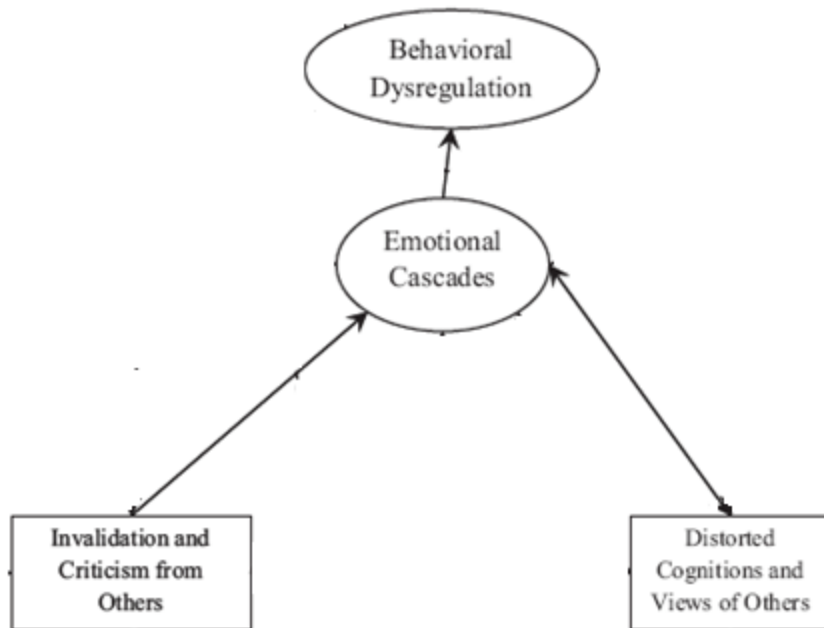 Behavioral
Dysregulation
Emotional
Cascades
Invalidation and
Criticism from
Others
Distorted
Cognitions and
Views of Others